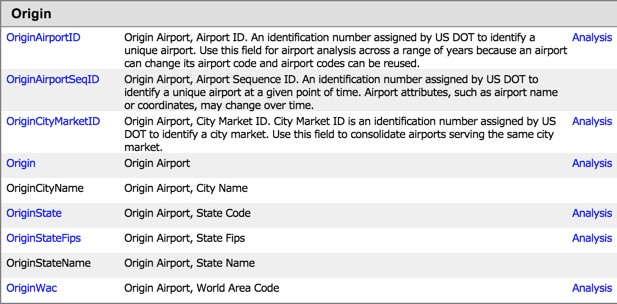 Origin
OriginAirportID Origin Airport, Airport ID. An identification number assigned by US DOT to identify a Analysis
unique airport. Use this field for airport analysis across a range of years because an airport
can change its airport code and airport codes can be reused.
OriginAirportSeqID Origin Airport, Airport Sequence ID. An identification number assigned by US DOT to Analysis
identify a unique airport at a given point of time. Airport attributes, such as airport name
or coordinates, may change over time.
OriginCityMarketID Origin Airport, City Market ID. City Market ID is an identification number assigned by US Analysis
DOT to identify a city market. Use this field to consolidate airports serving the same city
market.
Origin Origin Airport Analysis
OriginCityName Origin Airport, City Name
OriginState Origin Airport, State Code Analysis
OriginStateFips Origin Airport, State Fips Analysis
OriginStateName Origin Airport, State Name
OriginWac Origin Airport, World Area Code Analysis